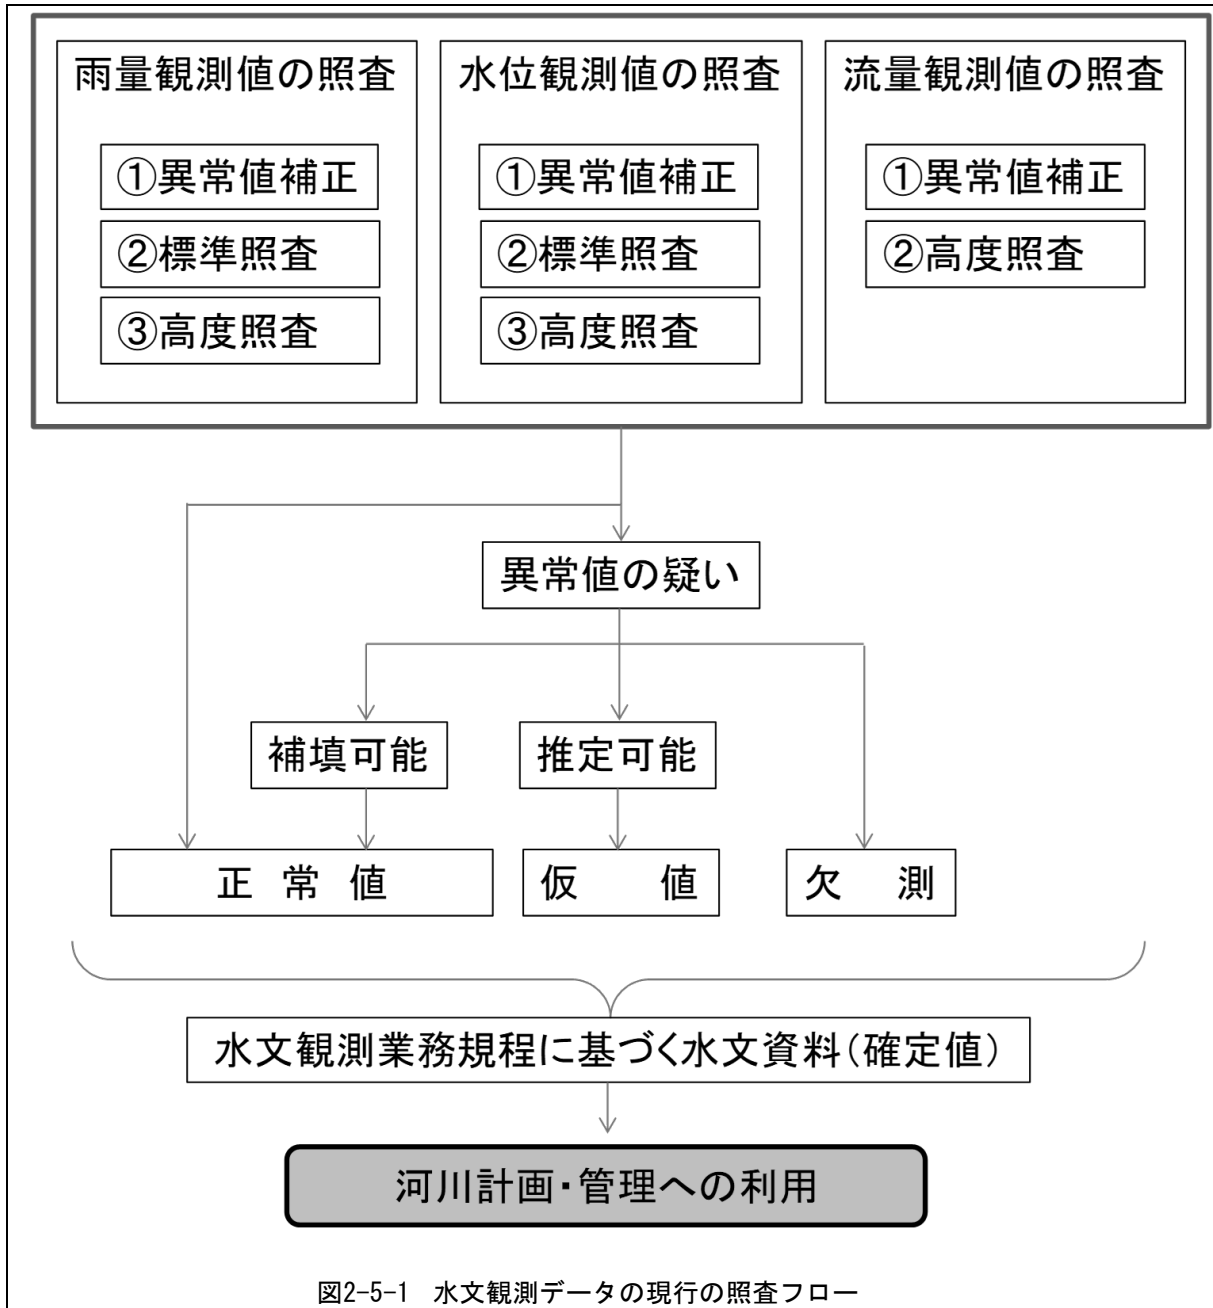 雨量観測値の照査
①異常値補正
②標準照査
③高度照査
水位観測値の照査
①異常値補正
②標準照査
③高度照査
流量観測値の照査
①異常値補正
②高度照査
異常値の疑い
補填可能
推定可能
正常値
仮値
欠測
水文観測業務規程に基づく水文資料(確定値)
河川計画・管理への利用
図2-5-1 水文観測データの現行の照査フロー